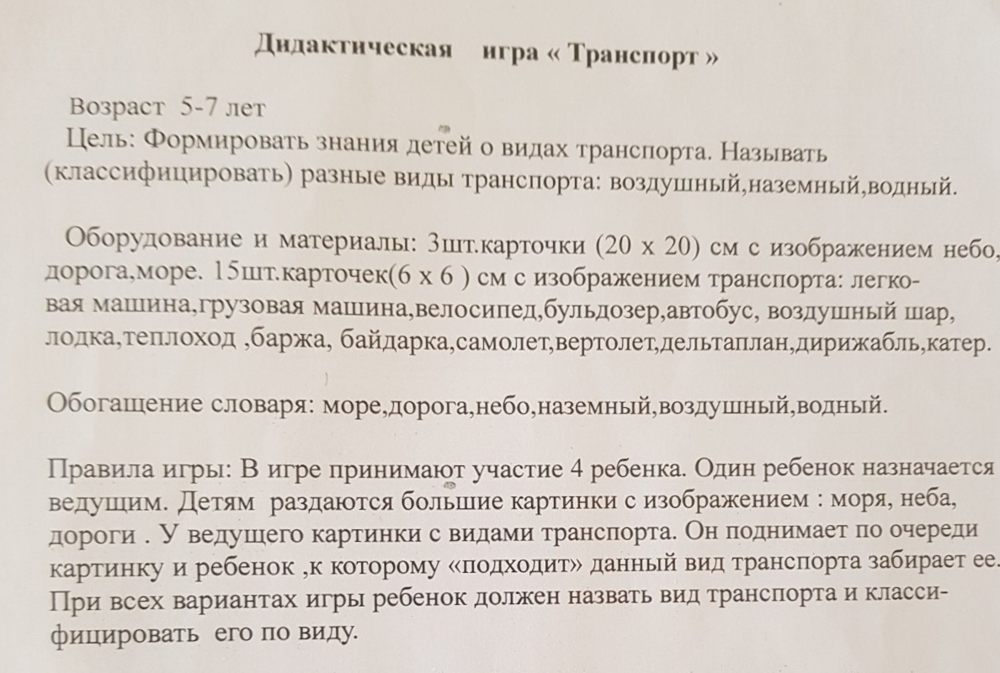 Дидактическая игра « Транспорт »
Возраст 5-7 лет
Цель: Формировать знания детей о видах транспорта. Называть
(классифицировать) разные виды транспорта: воздушный,наземный,водный.
Оборудование и материалы: 3шт.карточки (20 х 20) см с изображением небо,
дорога,море. 15шт.карточек(6 х 6 ) см с изображением транспорта: легко-
вая машина,грузовая машина,велосипед,бульдозер,автобус, воздушный шар,
лодка,теплоход ,баржа, байдарка,самолет,вертолет,дельтаплан,дирижабль,катер.
Обогащение словаря: море,дорога,небо,наземный,воздушный,водный.
Правила игры: В игре принимают участие 4 ребенка. Один ребенок назначается
ведущим. Детям раздаются большие картинки с изображением : моря, неба,
дороги . У ведущего картинки с видами транспорта. Он поднимает по очереди
картинку и ребенок ,к которому «подходит» данный вид транспорта забирает ее.
При всех вариантах игры ребенок должен назвать вид транспорта и класси-
фицировать его по виду.